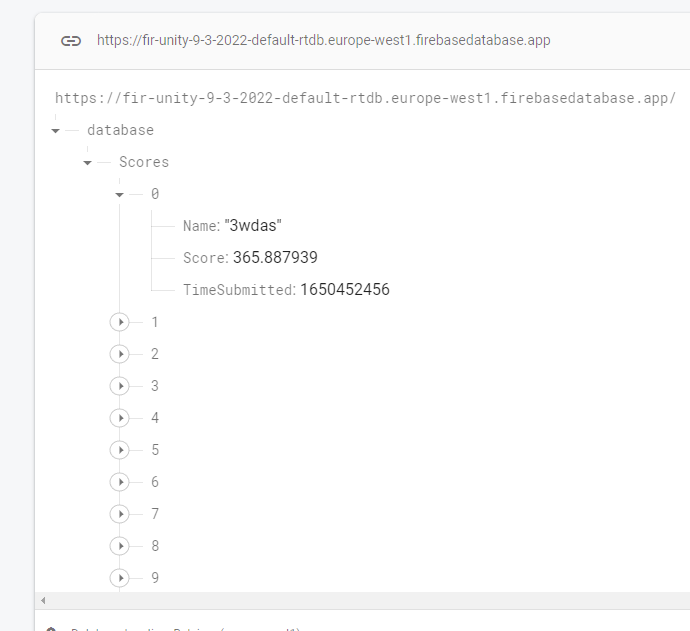 https://fir-unity-9-3-2022-default-rtdb.europe-west1.firebasedatabase.app
https://fir-unity-9-3-2022-default-rtdb.europe-west1.firebasedatabase.app/
database
Scores
0
Name: "3wdas"
Score: 365.887939
TimeSubmitted: 1650452456
1
2
3
4
5
6
7
8
9